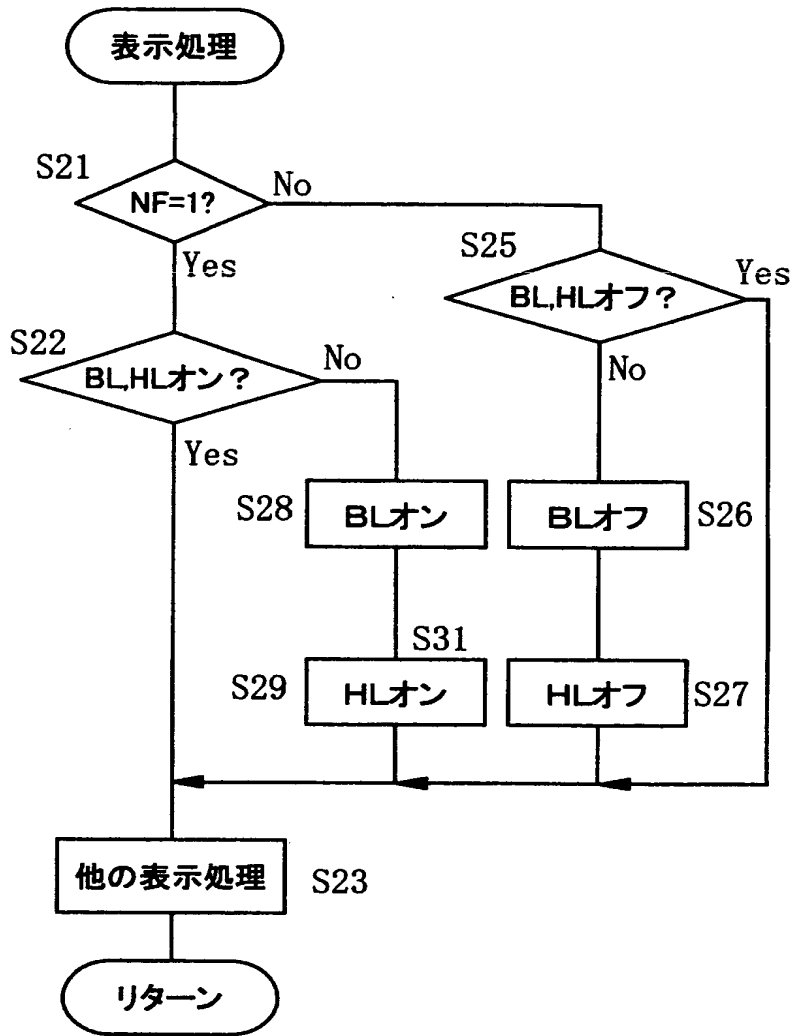 表示処理
S21
NF=1?
No
Yes
S25
BL,HLオフ?
Yes
No
S22
BL,HLオン?
No
Yes
S28
BLオン
BLオフ
S26
S31
S29
HLオン
HLオフ
S27
他の表示処理
S23
リターン